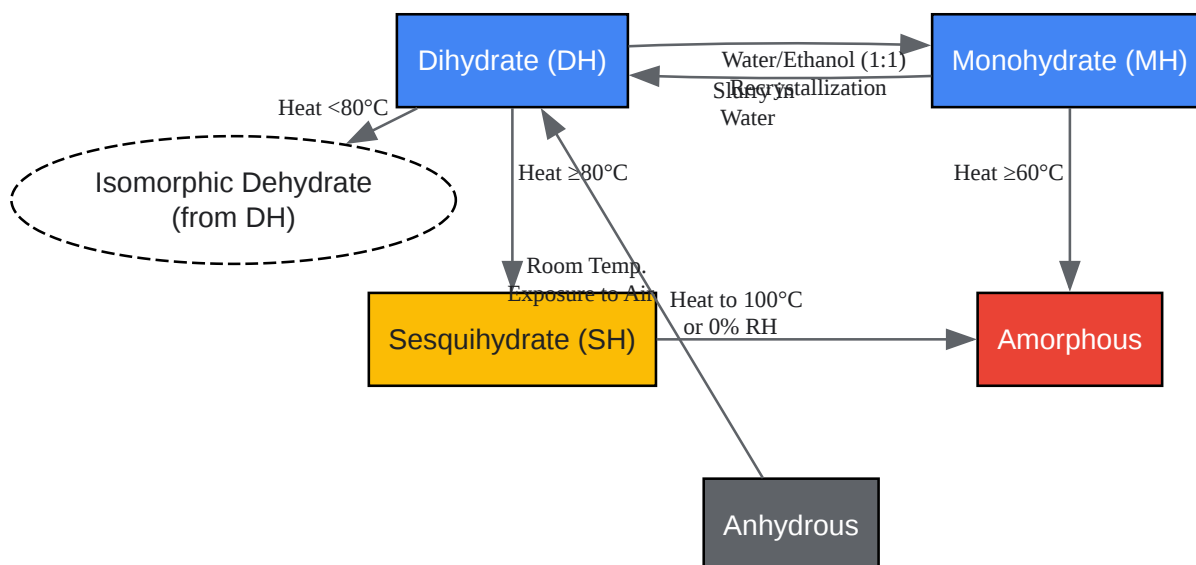 Dihydrate (DH)
Monohydrate (MH)
Water/Ethanol (1:1)
Recrystallization
Slurry in
Water
Heat <80°C
Isomorphic Dehydrate
(from DH)
Heat ≥80°C
Heat ≥60°C
Room Temp.
Exposure to Air
Heat to 100°C
or 0% RH
Sesquihydrate (SH)
Amorphous
Anhydrous